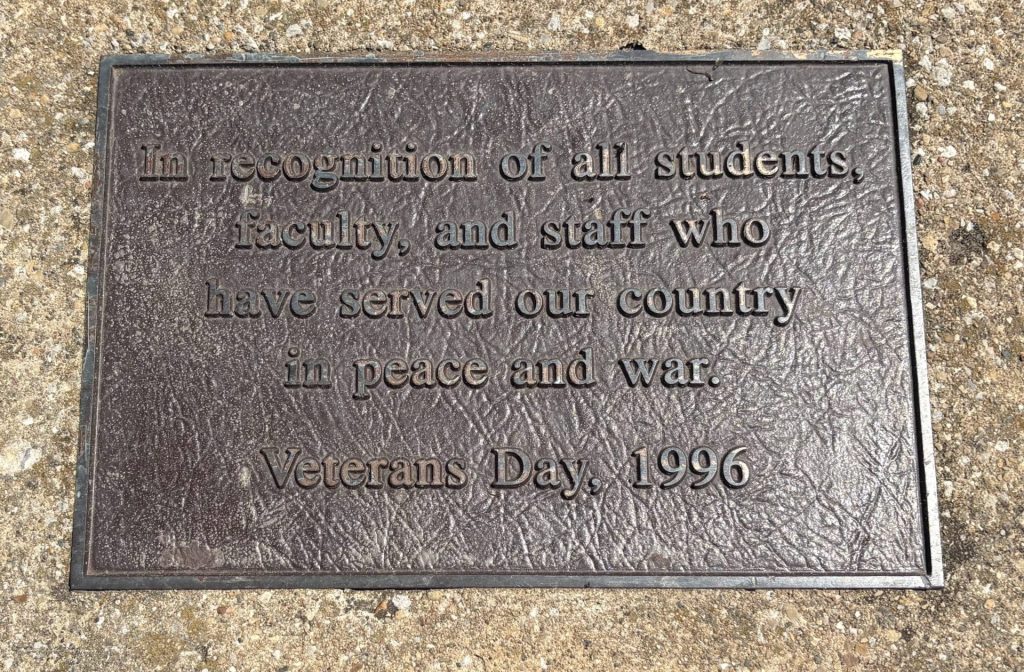 In recognition of all students,
faculty, and staff who
have served our country
in peace and war.
Veterans Day, 1996